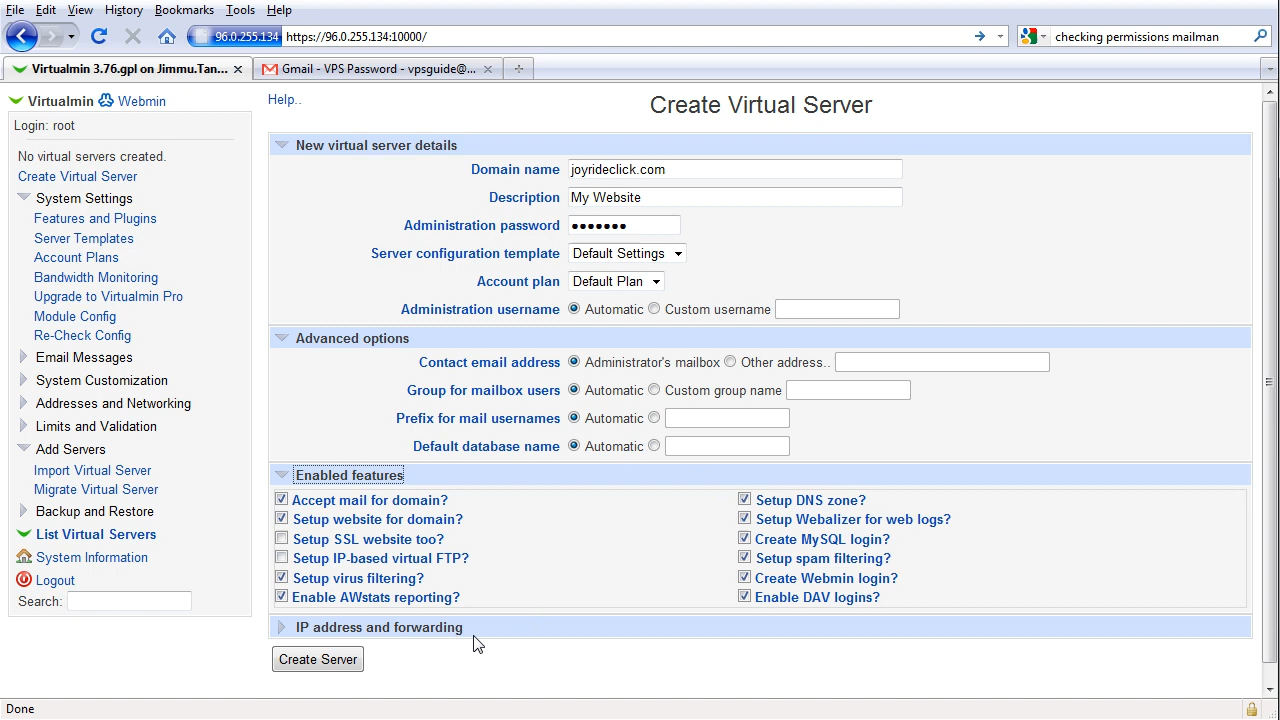 File Edit View History Bookmarks Tools Help
96.0.255.134 https://96.0.255.134:10000/ checking permissions mailman
Virtualmin 3.76.gpl on Jimmu.Tan... Gmail - VPS Password - vpsguide@...
Virtualmin Webmin
Login: root
No virtual servers created.
Create Virtual Server
System Settings
Features and Plugins
Server Templates
Account Plans
Bandwidth Monitoring
Upgrade to Virtualmin Pro
Module Config
Re-Check Config
Email Messages
System Customization
Addresses and Networking
Limits and Validation
Add Servers
Import Virtual Server
Migrate Virtual Server
Backup and Restore
List Virtual Servers
System Information
Logout
Search:
Help..
Create Virtual Server
New virtual server details
Domain name joyrideclick.com
Description My Website
Administration password •••••••
Server configuration template Default Settings
Account plan Default Plan
Administration username Automatic Custom username
Advanced options
Contact email address Administrator's mailbox Other address..
Group for mailbox users Automatic Custom group name
Prefix for mail usernames Automatic
Default database name Automatic
Enabled features
Accept mail for domain? Setup DNS zone?
Setup website for domain? Setup Webalizer for web logs?
Setup SSL website too? Create MySQL login?
Setup IP-based virtual FTP? Setup spam filtering?
Setup virus filtering? Create Webmin login?
Enable AWstats reporting? Enable DAV logins?
IP address and forwarding
Create Server
Done